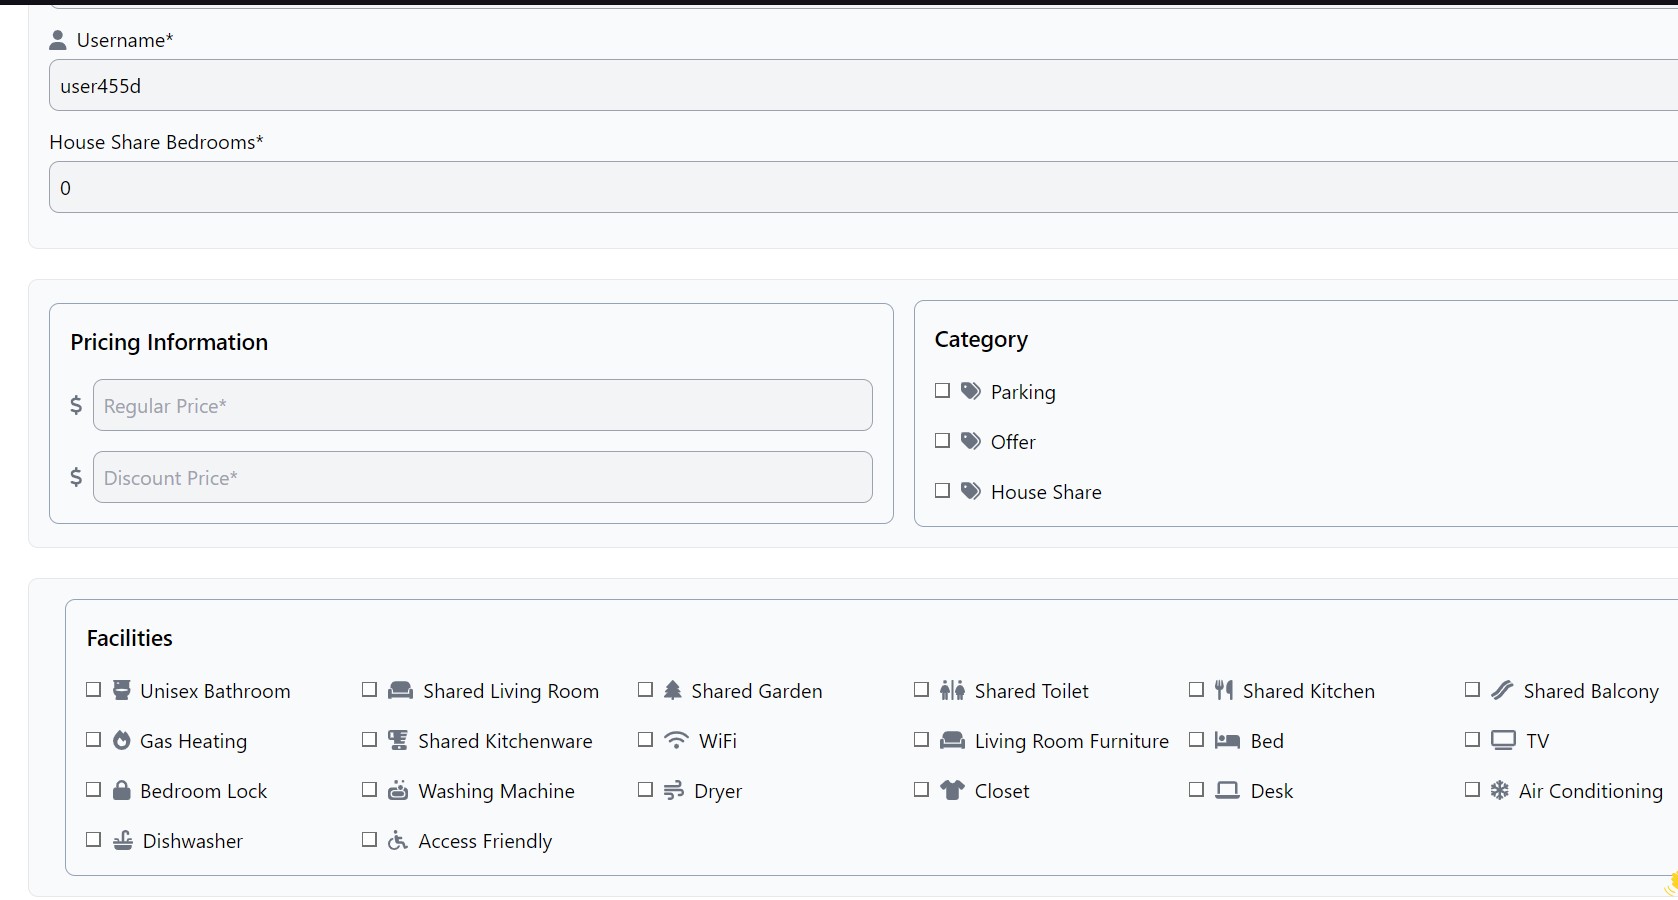 Username*
user455d
House Share Bedrooms*
0
Pricing Information
$ Regular Price*
$ Discount Price*
Category
Parking
Offer
House Share
Facilities
Unisex Bathroom Shared Living Room Shared Garden Shared Toilet Shared Kitchen Shared Balcony
Gas Heating Shared Kitchenware WiFi Living Room Furniture Bed TV
Bedroom Lock Washing Machine Dryer Closet Desk Air Conditioning
Dishwasher Access Friendly